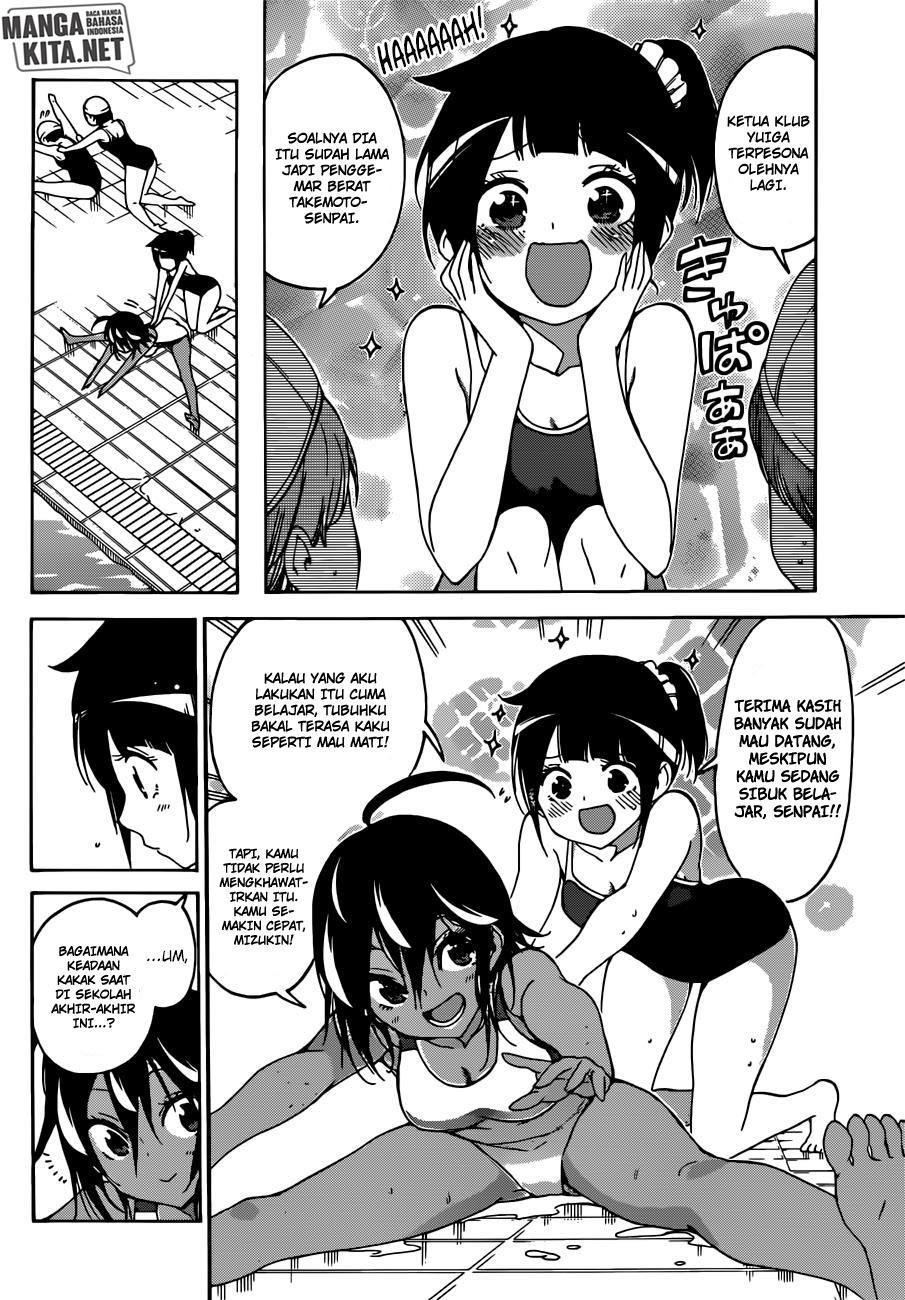 MANGA
KITA.NET
BACA MANGA
BAHASA
INDONESIA
KETUA KLUB
YUIGA
TERPESONA
OLEHNYA
LAGI.
HAAAAAAH!
SOALNYA DIA
ITU SUDAH LAMA
JADI PENGGE-
MAR BERAT
TAKEMOTO-
SENPAI.
きゅぱあぁ
TERIMA KASIH
BANYAK SUDAH
MAU DATANG,
MESKIPUN
KAMU SEDANG
SIBUK BELA-
JAR, SENPAI!!
KALAU YANG AKU
LAKUKAN ITU CUMA
BELAJAR, TUBUHKU
BAKAL TERASA KAKU
SEPERTI MAU MATI!
TAPI, KAMU
TIDAK PERLU
MENGKHAWAT-
IRKAN ITU.
KAMU SE-
MAKIN CEPAT,
MIZUKIN!
...UM,
BAGAIMANA
KEADAAN
KAKAK SAAT
DI SEKOLAH
AKHIR-AKHIR
INI...?